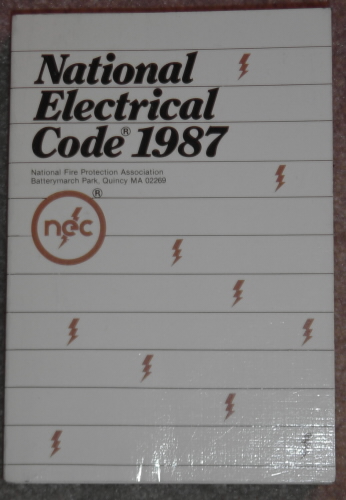 National
Electrical
Code® 1987
National Fire Protection Association
Batterymarch Park, Quincy MA 02269
®
nec